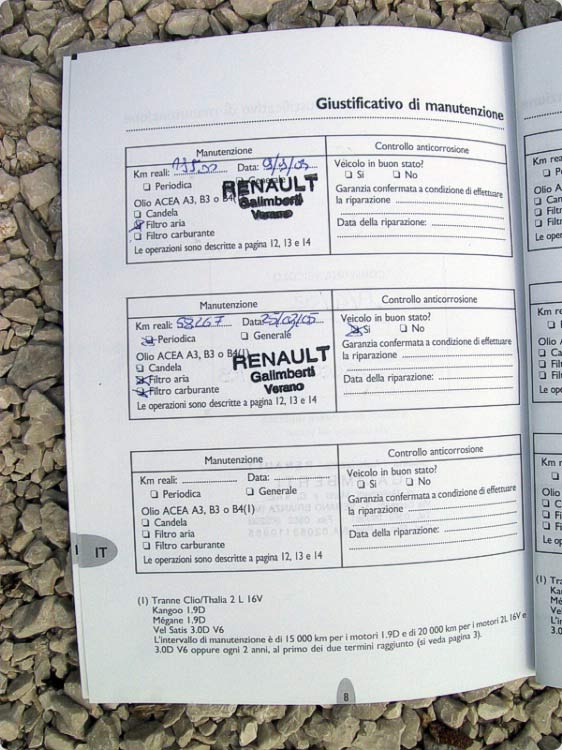 Giustificativo di manutenzione
Manutenzione
Controllo anticorrosione
Km reali: Data:
Periodica Generale
Olio ACEA A3, B3 o B4(1)
Candela
Filtro aria
Filtro carburante
Le operazioni sono descritte a pagina 12, 13 e 14
RENAULT
Galimberti
Verano
Veicolo in buon stato?
Si No
Garanzia confermata a condizione di effettuare
la riparazione
Data della riparazione:
Manutenzione
Controllo anticorrosione
Km reali: 58267 Data:
Periodica Generale
Olio ACEA A3, B3 o B4(1)
Candela
Filtro aria
Filtro carburante
Le operazioni sono descritte a pagina 12, 13 e 14
RENAULT
Galimberti
Verano
Veicolo in buon stato?
Si No
Garanzia confermata a condizione di effettuare
la riparazione
Data della riparazione:
Manutenzione
Controllo anticorrosione
Km reali: Data:
Periodica Generale
Olio ACEA A3, B3 o B4(1)
Candela
Filtro aria
Filtro carburante
Le operazioni sono descritte a pagina 12, 13 e 14
Veicolo in buon stato?
Si No
Garanzia confermata a condizione di effettuare
la riparazione
Data della riparazione:
IT
(1) Tranne Clio/Thalia 2 L 16V
Kangoo 1.9D
Mégane 1.9D
Vel Satis 3.0D V6
L'intervallo di manutenzione è di 15 000 km per i motori 1.9D e di 20 000 km per i motori 2L 16V e
3.0D V6 oppure ogni 2 anni, al primo dei due termini raggiunto (si veda pagina 3).
8